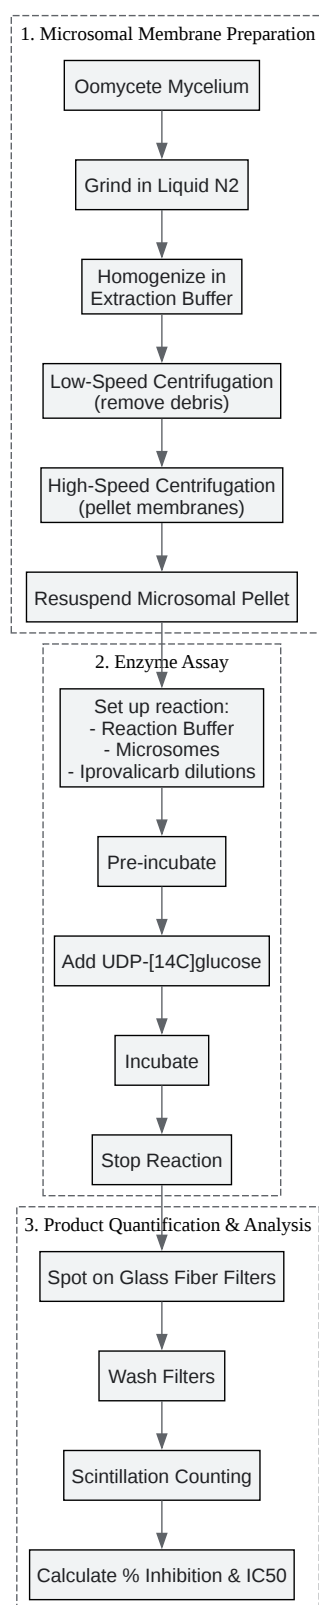 1. Microsomal Membrane Preparation
Oomycete Mycelium
Grind in Liquid N2
Homogenize in
Extraction Buffer
Low-Speed Centrifugation
(remove debris)
High-Speed Centrifugation
(pellet membranes)
Resuspend Microsomal Pellet
2. Enzyme Assay
Set up reaction:
- Reaction Buffer
- Microsomes
- Iprovalicarb dilutions
Pre-incubate
Add UDP-[14C]glucose
Incubate
Stop Reaction
3. Product Quantification & Analysis
Spot on Glass Fiber Filters
Wash Filters
Scintillation Counting
Calculate % Inhibition & IC50